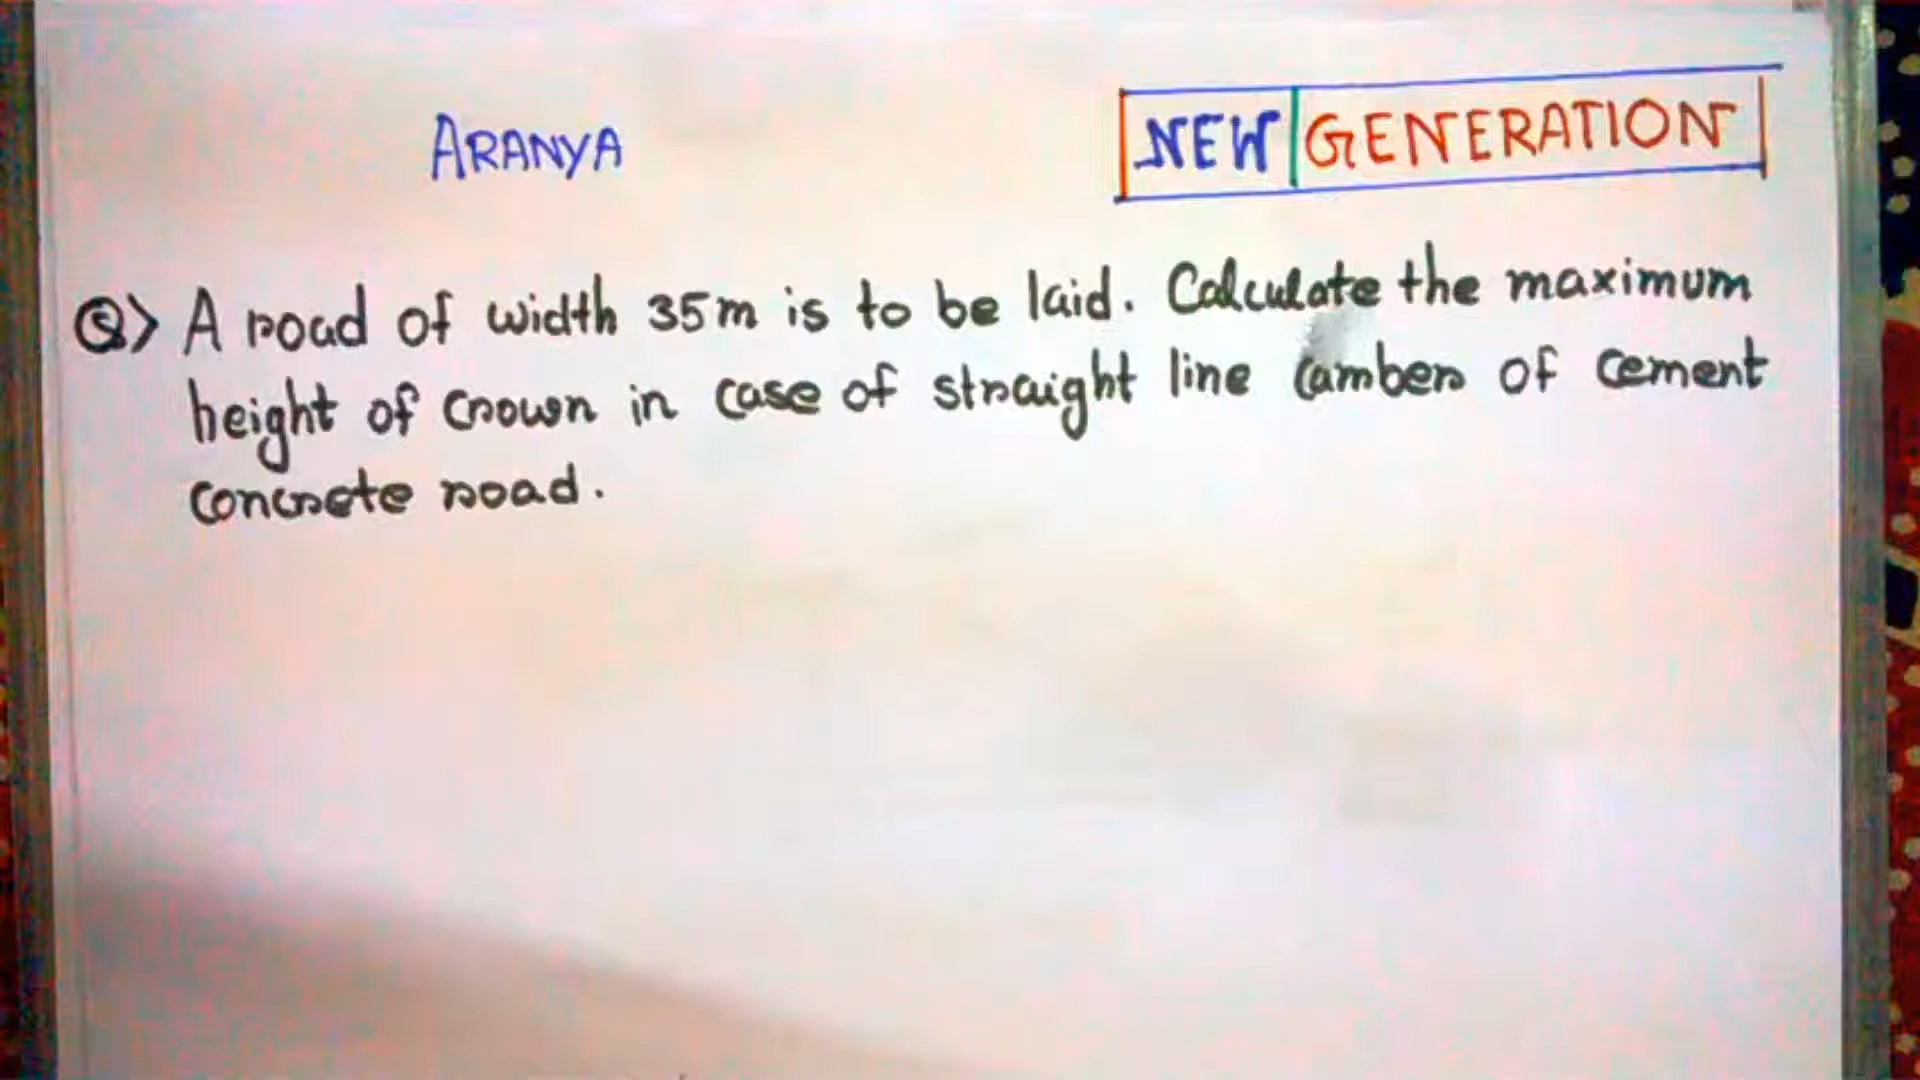 ARANYA
NEW GENERATION
Q> A road of width 35m is to be laid. Calculate the maximum
height of crown in case of straight line camber of cement
concrete road.